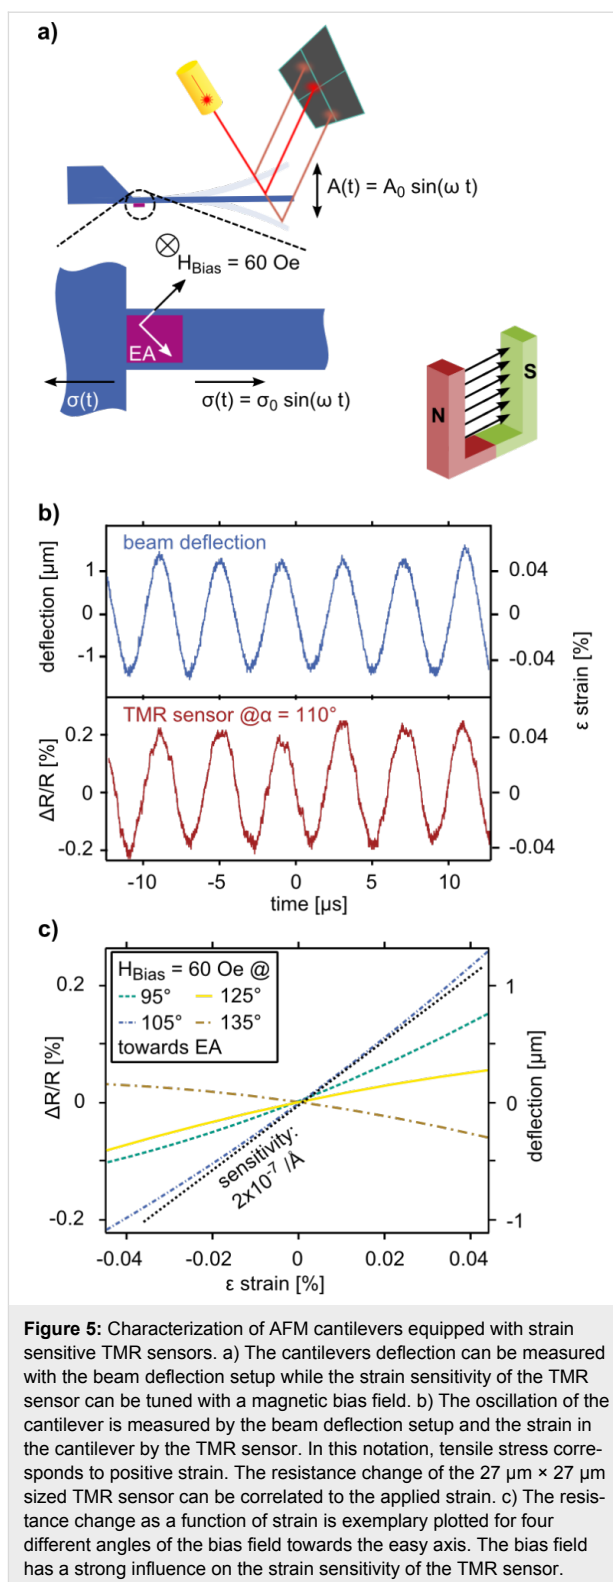 a)
A(t) = A0 sin(ω t)
HBias = 60 Oe
EA
σ(t)
σ(t) = σ0 sin(ω t)
N
S
b)
beam deflection
deflection [µm]
1
0
-1
0.04
0
-0.04
ε strain [%]
TMR sensor @α = 110°
ΔR/R [%]
0.2
0
-0.2
0.04
0
-0.04
-10
-5
0
5
10
time [µs]
c)
HBias = 60 Oe @
95° 125°
105° 135°
towards EA
ΔR/R [%]
0.2
0
-0.2
1
0
-1
deflection [µm]
sensitivity:
2x10-7 /Å
-0.04
-0.02
0
0.02
0.04
ε strain [%]
Figure 5: Characterization of AFM cantilevers equipped with strain
sensitive TMR sensors. a) The cantilevers deflection can be measured
with the beam deflection setup while the strain sensitivity of the TMR
sensor can be tuned with a magnetic bias field. b) The oscillation of the
cantilever is measured by the beam deflection setup and the strain in
the cantilever by the TMR sensor. In this notation, tensile stress corre-
sponds to positive strain. The resistance change of the 27 µm × 27 µm
sized TMR sensor can be correlated to the applied strain. c) The resis-
tance change as a function of strain is exemplary plotted for four
different angles of the bias field towards the easy axis. The bias field
has a strong influence on the strain sensitivity of the TMR sensor.